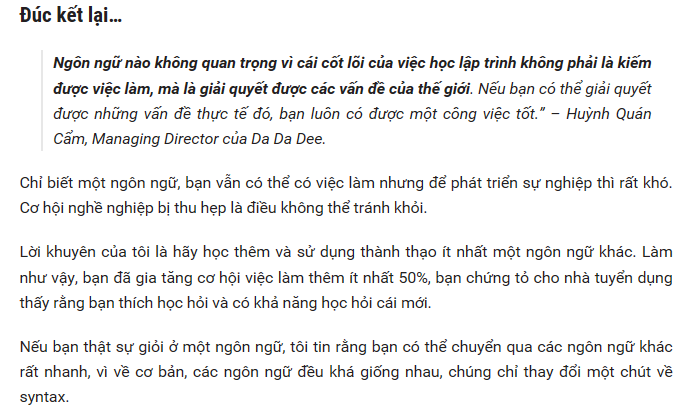 Đúc kết lại...
Ngôn ngữ nào không quan trọng vì cái cốt lõi của việc học lập trình không phải là kiếm
được việc làm, mà là giải quyết được các vấn đề của thế giới. Nếu bạn có thể giải quyết
được những vấn đề thực tế đó, bạn luôn có được một công việc tốt.” – Huỳnh Quán
Cẩm, Managing Director của Da Da Dee.
Chỉ biết một ngôn ngữ, bạn vẫn có thể có việc làm nhưng để phát triển sự nghiệp thì rất khó.
Cơ hội nghề nghiệp bị thu hẹp là điều không thể tránh khỏi.
Lời khuyên của tôi là hãy học thêm và sử dụng thành thạo ít nhất một ngôn ngữ khác. Làm
như vậy, bạn đã gia tăng cơ hội việc làm thêm ít nhất 50%, bạn chứng tỏ cho nhà tuyển dụng
thấy rằng bạn thích học hỏi và có khả năng học hỏi cái mới.
Nếu bạn thật sự giỏi ở một ngôn ngữ, tôi tin rằng bạn có thể chuyển qua các ngôn ngữ khác
rất nhanh, vì về cơ bản, các ngôn ngữ đều khá giống nhau, chúng chỉ thay đổi một chút về
syntax.